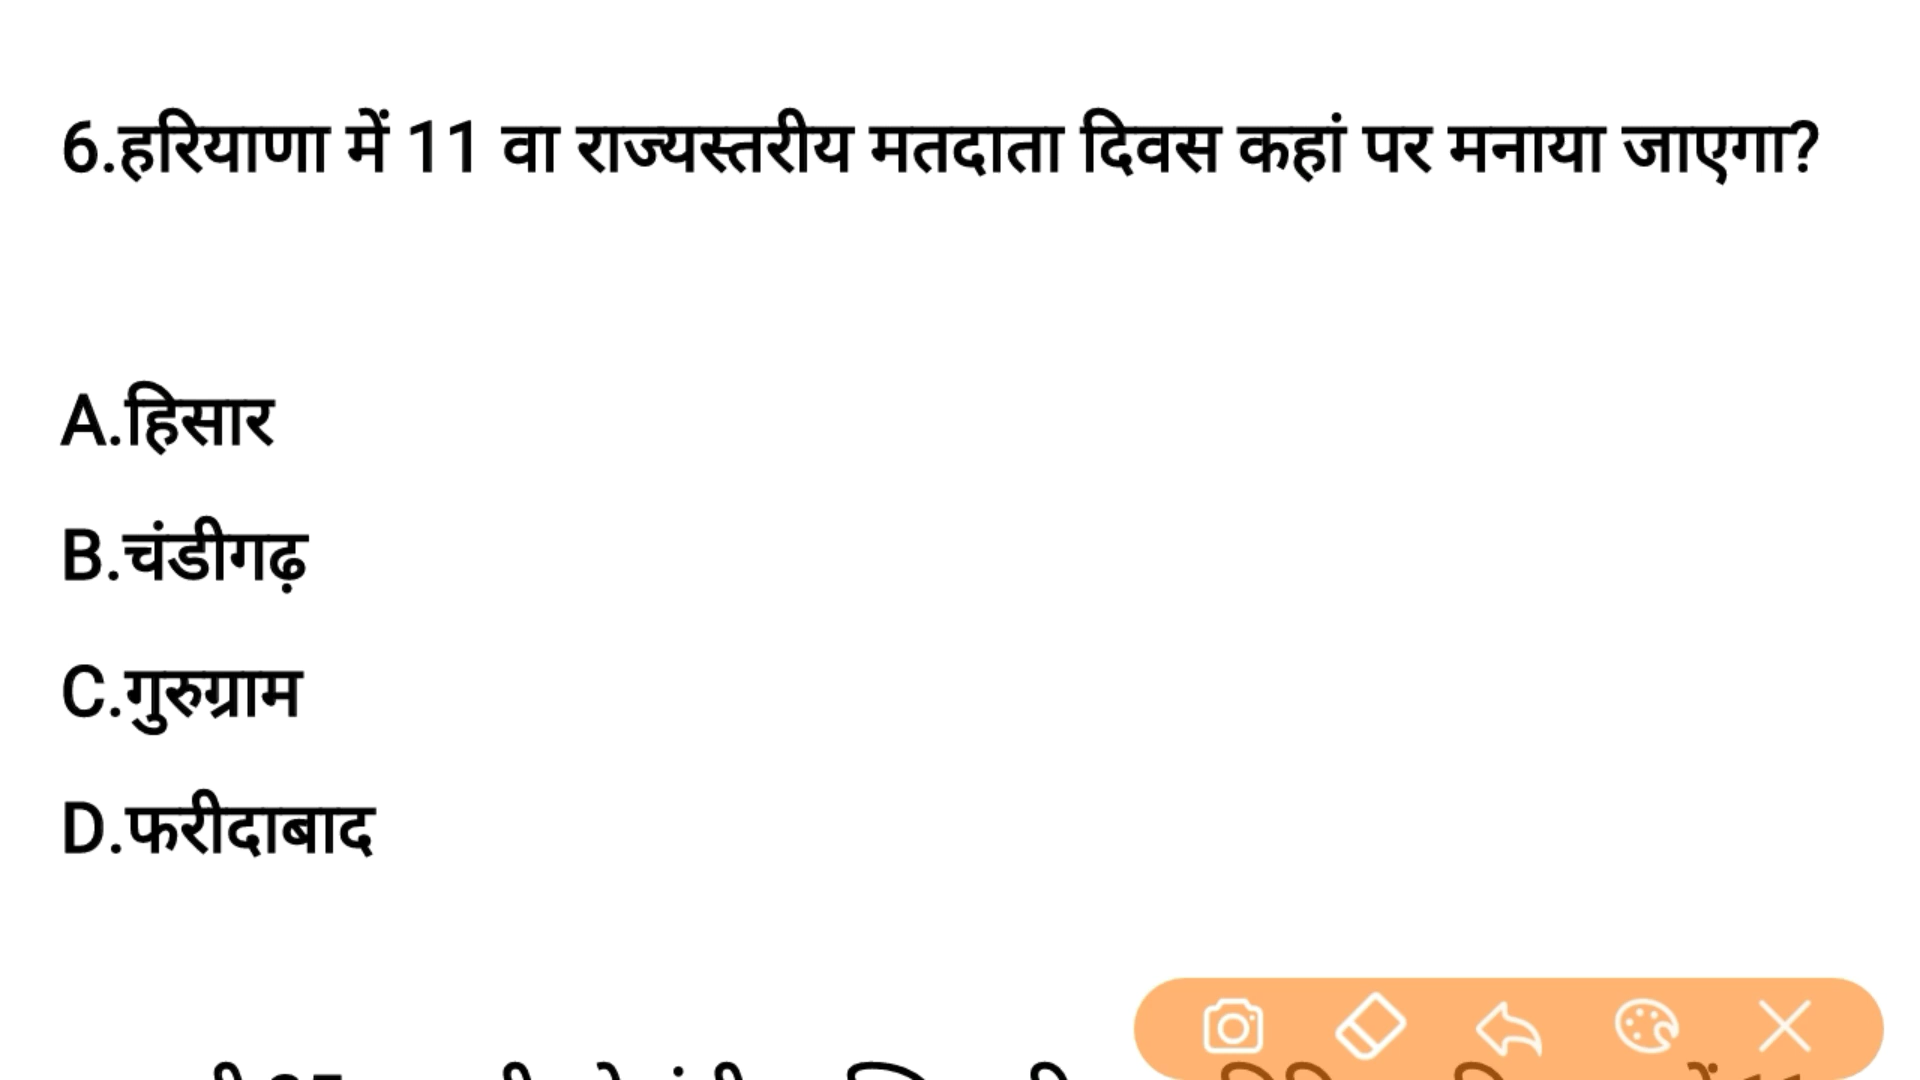 6.हरियाणा में 11 वा राज्यस्तरीय मतदाता दिवस कहां पर मनाया जाएगा?
A.हिसार
B.चंडीगढ़
C.गुरुग्राम
D.फरीदाबाद